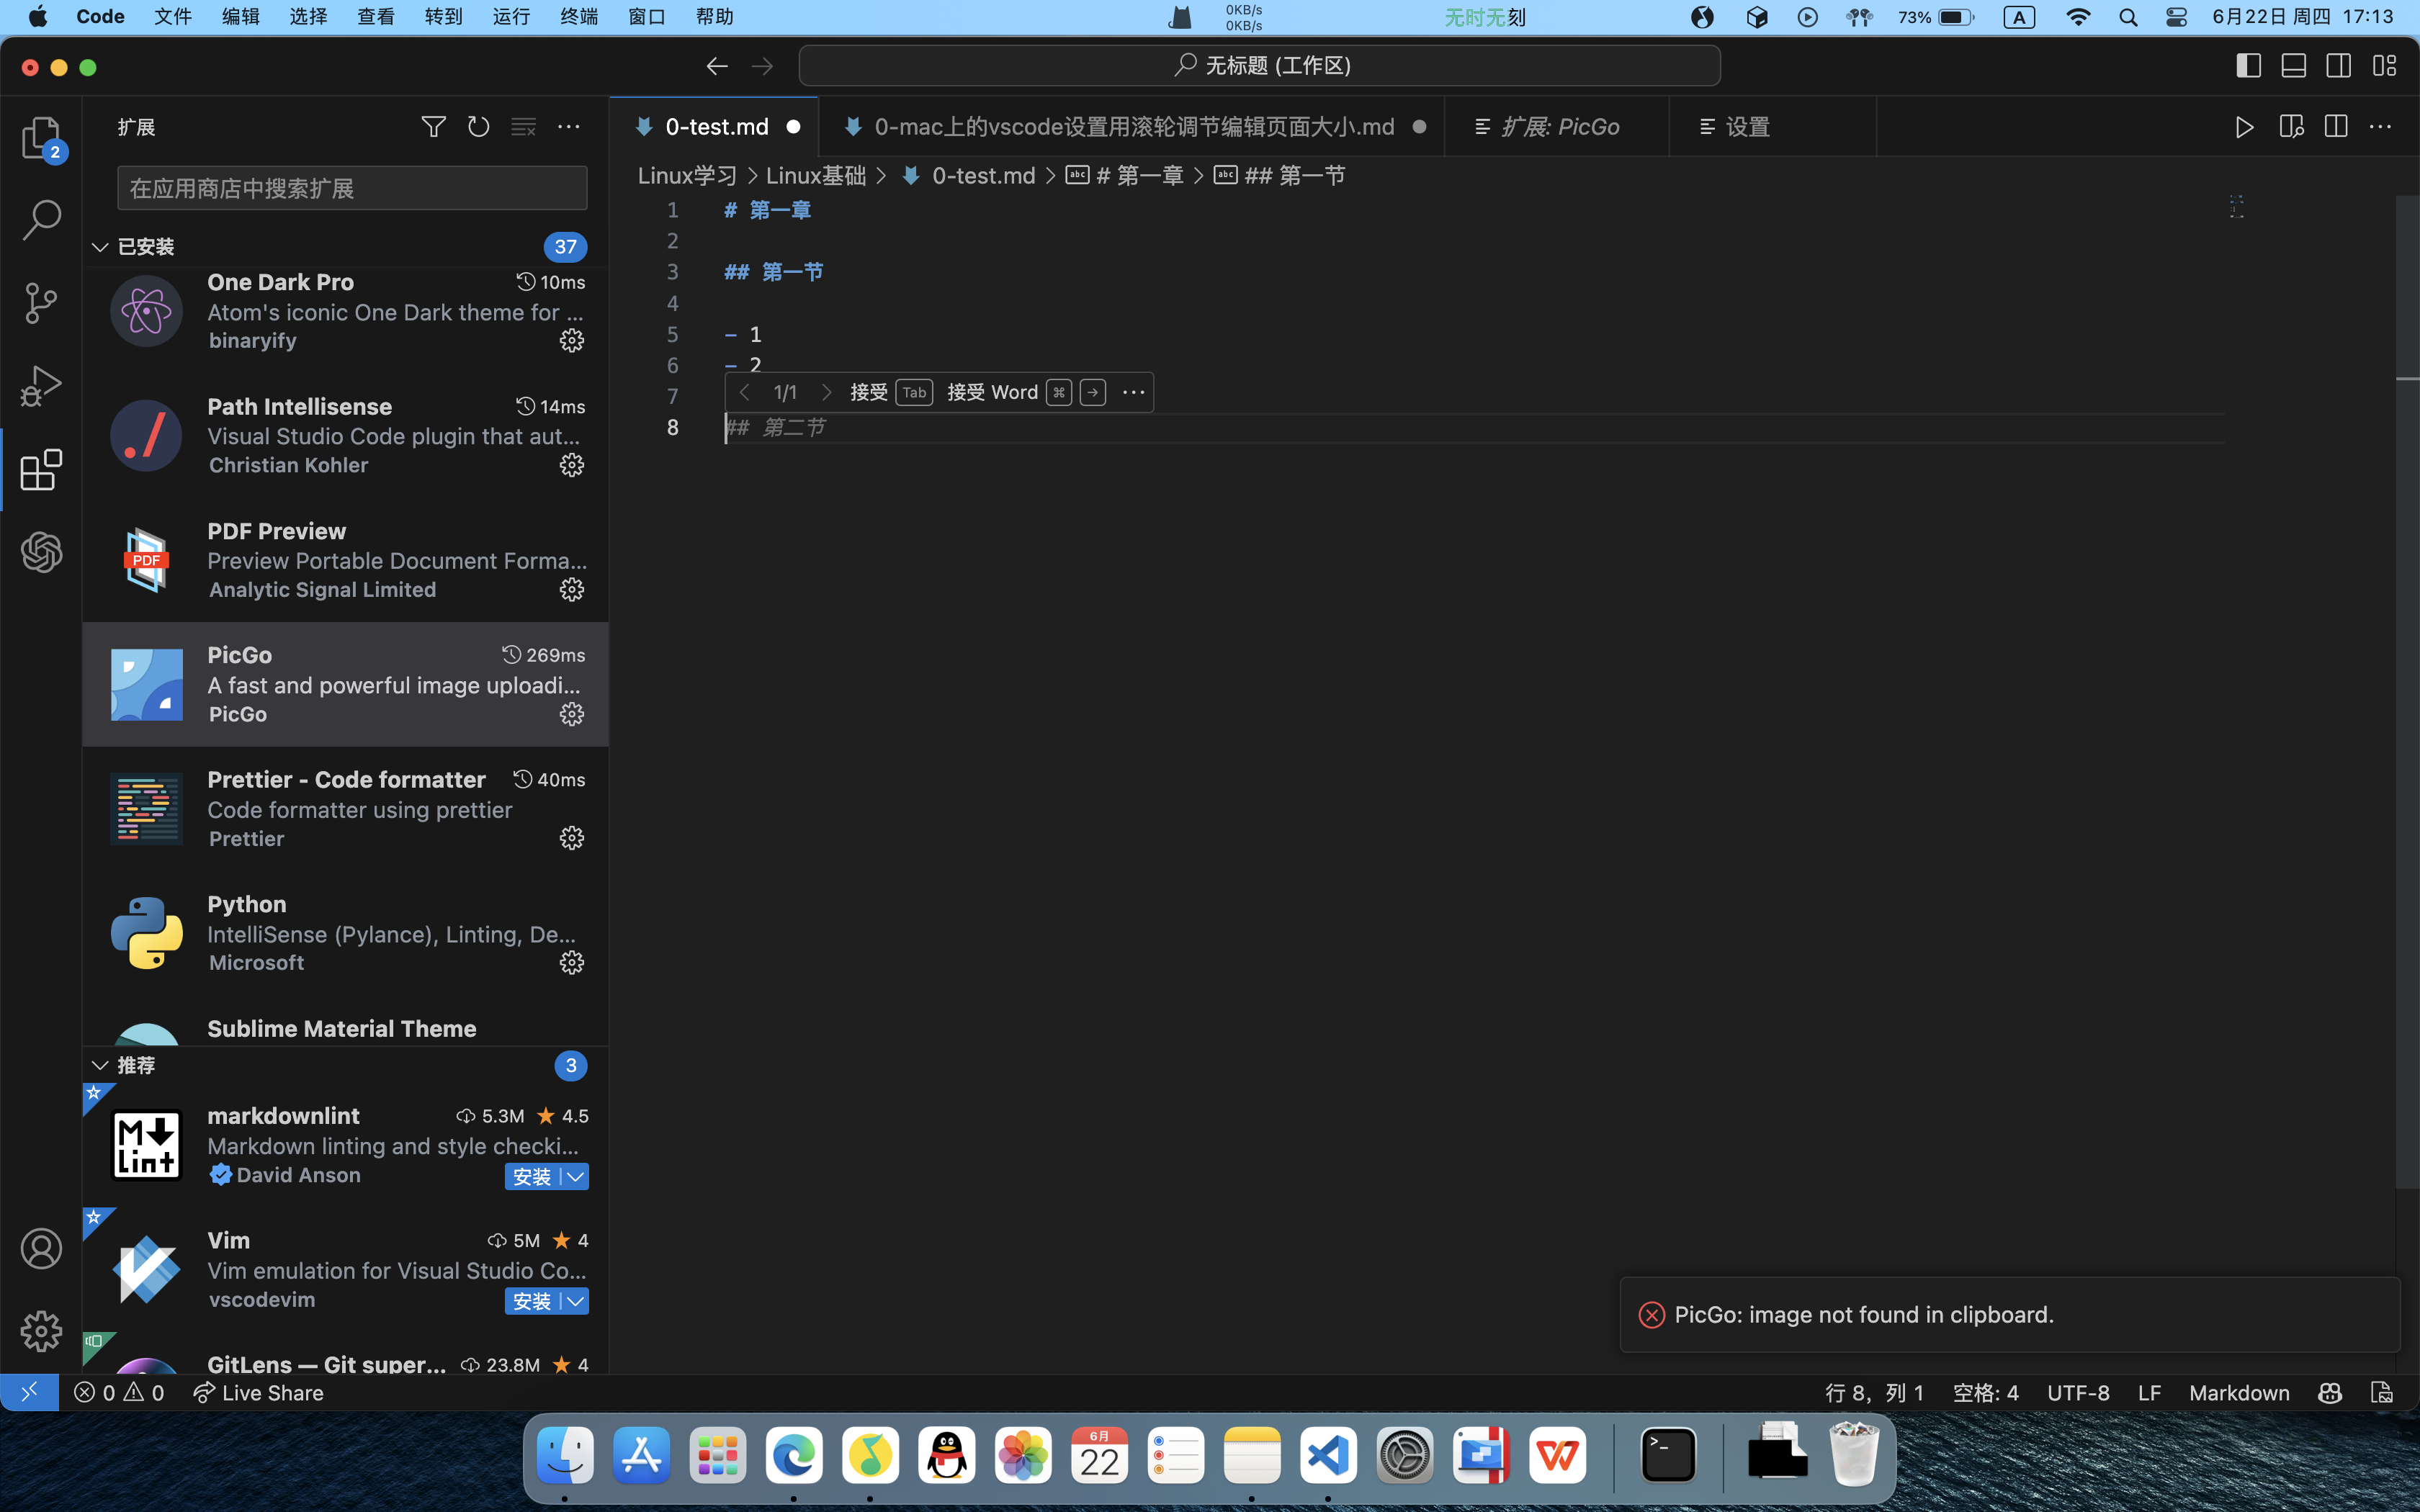 Code 文件 编辑 选择 查看 转到 运行 终端 窗口 帮助
0KB/s
0KB/s
无时无刻
73% A 6月22日 周四 17:13
无标题 (工作区)
扩展
在应用商店中搜索扩展
已安装 37
One Dark Pro 10ms
Atom's iconic One Dark theme for ...
binaryify
Path Intellisense 14ms
Visual Studio Code plugin that aut...
Christian Kohler
PDF Preview
PDF
Preview Portable Document Forma...
Analytic Signal Limited
PicGo 269ms
A fast and powerful image uploadi...
PicGo
Prettier - Code formatter 40ms
Code formatter using prettier
Prettier
Python
IntelliSense (Pylance), Linting, De...
Microsoft
Sublime Material Theme
推荐 3
markdownlint 5.3M 4.5
M
Lint
Markdown linting and style checki...
David Anson 安装
Vim 5M 4
Vim emulation for Visual Studio Co...
vscodevim 安装
GitLens — Git super... 23.8M 4
2
0-test.md 0-mac上的vscode设置用滚轮调节编辑页面大小.md 扩展: PicGo 设置
Linux学习 > Linux基础 > 0-test.md > abc # 第一章 > abc ## 第一节
1 # 第一章
2
3 ## 第一节
4
5 - 1
6 - 2
7
1/1 接受 Tab 接受 Word ⌘ → ...
8 ## 第二节
PicGo: image not found in clipboard.
0 0 Live Share
行 8，列 1 空格: 4 UTF-8 LF Markdown
6月
22
>_